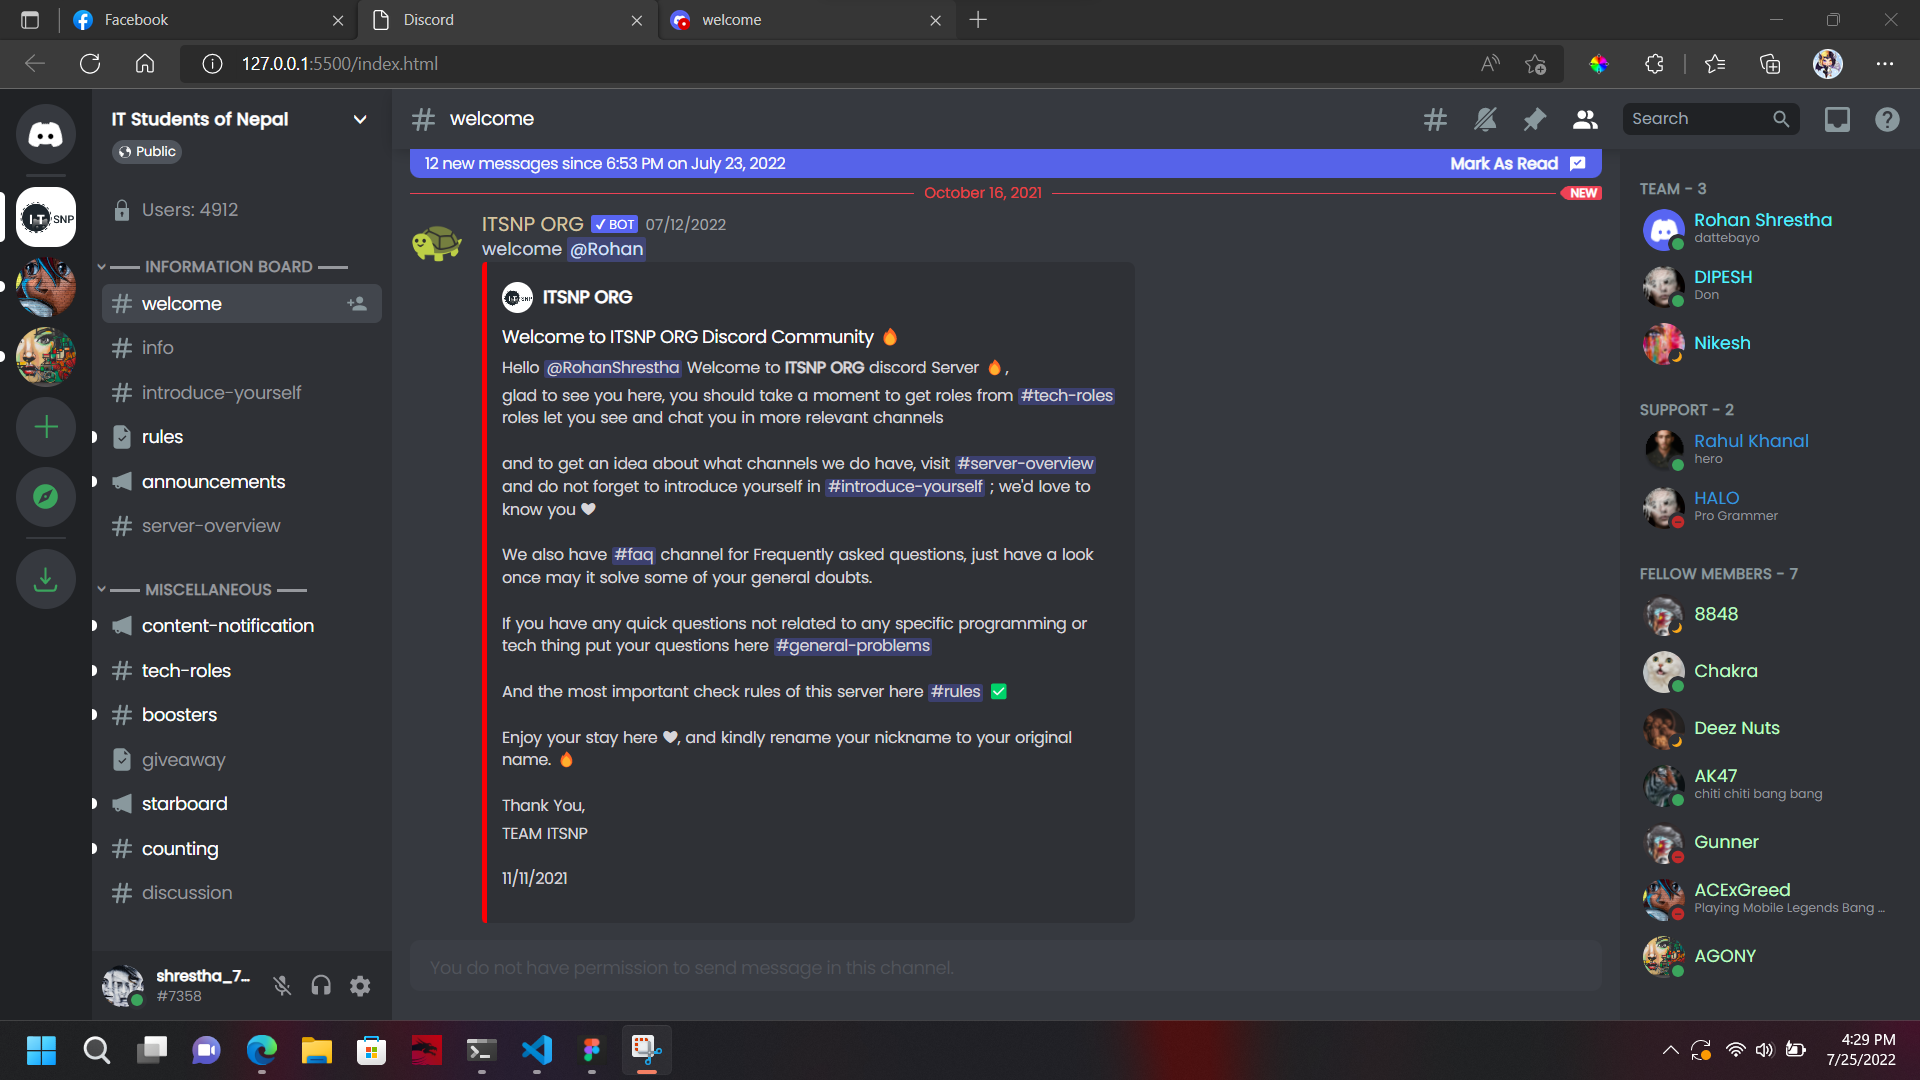 Facebook
Discord
welcome
127.0.0.1:5500/index.html
IT Students of Nepal
Public
Users: 4912
INFORMATION BOARD
welcome
info
introduce-yourself
rules
announcements
server-overview
MISCELLANEOUS
content-notification
tech-roles
boosters
giveaway
starboard
counting
discussion
shrestha_7...
#7358
# welcome
Search
12 new messages since 6:53 PM on July 23, 2022
Mark As Read
October 16, 2021
NEW
ITSNP ORG ✓ BOT 07/12/2022
welcome @Rohan
ITSNP ORG
Welcome to ITSNP ORG Discord Community 🔥
Hello @RohanShrestha Welcome to ITSNP ORG discord Server 🔥,
glad to see you here, you should take a moment to get roles from #tech-roles
roles let you see and chat you in more relevant channels
and to get an idea about what channels we do have, visit #server-overview
and do not forget to introduce yourself in #introduce-yourself ; we'd love to
know you 🤍
We also have #faq channel for Frequently asked questions, just have a look
once may it solve some of your general doubts.
If you have any quick questions not related to any specific programming or
tech thing put your questions here #general-problems
And the most important check rules of this server here #rules ✅
Enjoy your stay here 🤍, and kindly rename your nickname to your original
name. 🔥
Thank You,
TEAM ITSNP
11/11/2021
You do not have permission to send message in this channel.
TEAM - 3
Rohan Shrestha
dattebayo
DIPESH
Don
Nikesh
SUPPORT - 2
Rahul Khanal
hero
HALO
Pro Grammer
FELLOW MEMBERS - 7
8848
Chakra
Deez Nuts
AK47
chiti chiti bang bang
Gunner
ACExGreed
Playing Mobile Legends Bang ...
AGONY
4:29 PM
7/25/2022